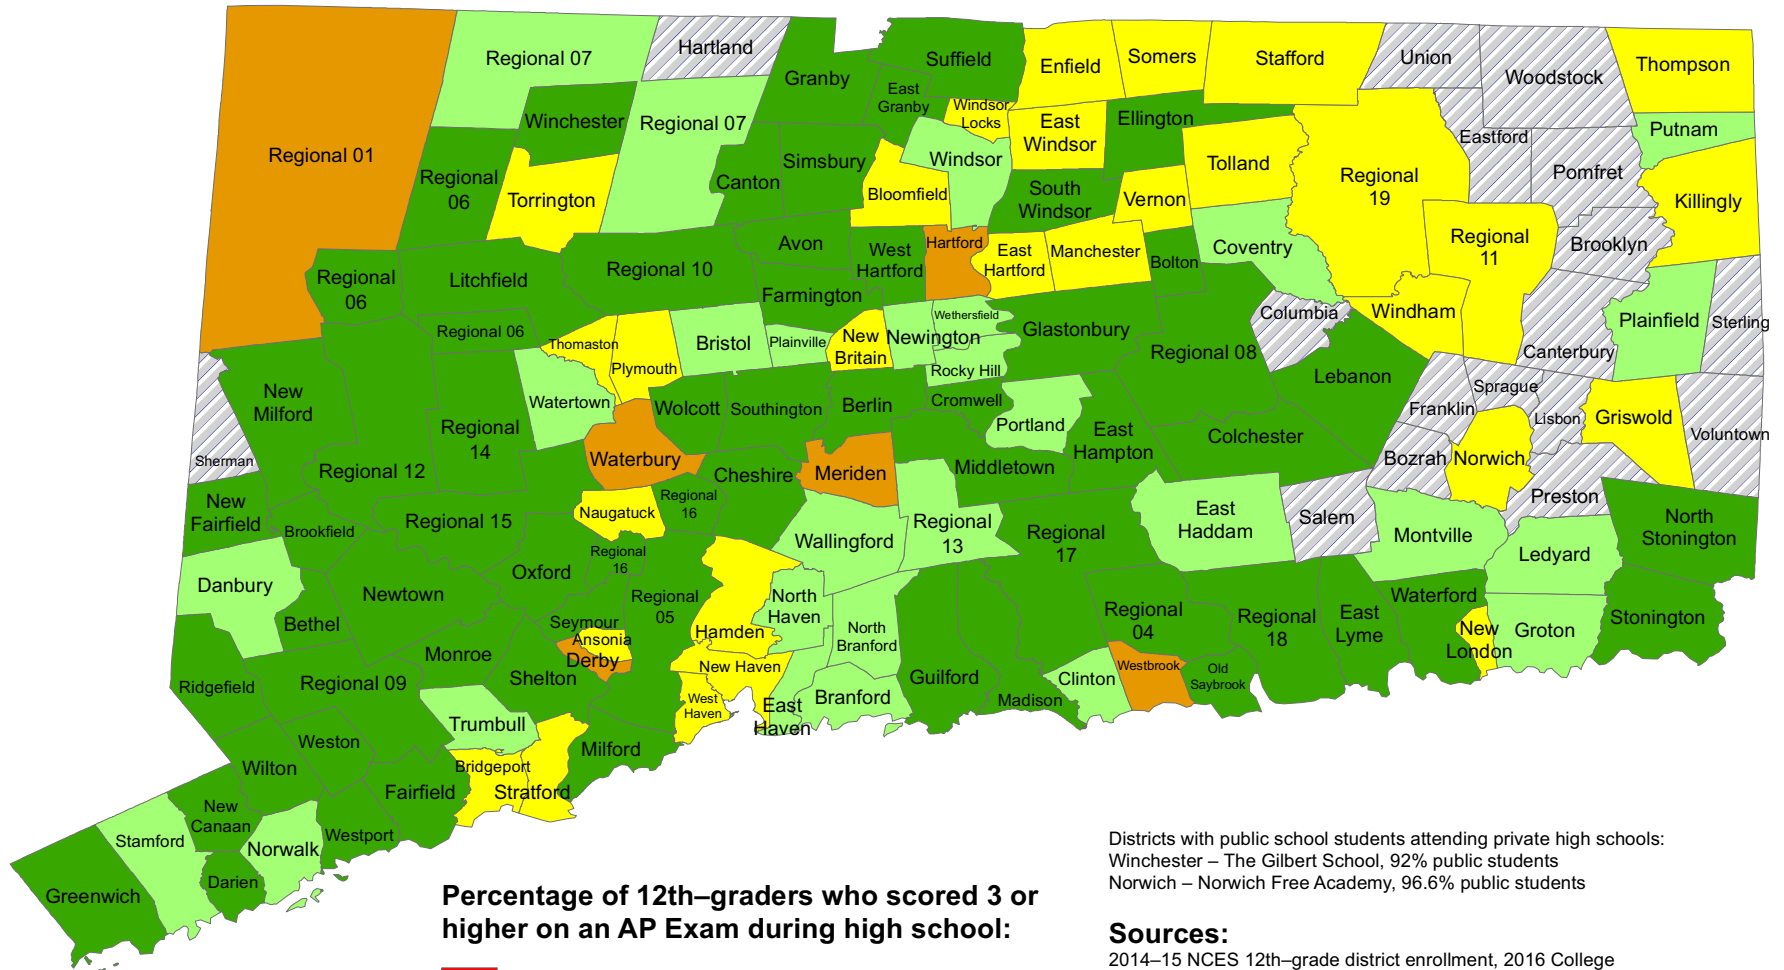 Regional 07
Hartland
Granby
Suffield
East
Granby
Windsor
Locks
Enfield
Somers
Stafford
Union
Woodstock
Thompson
Regional 01
Winchester
Regional 07
Simsbury
Canton
Windsor
Bloomfield
East
Windsor
Ellington
Tolland
South
Windsor
Vernon
Regional
19
Eastford
Pomfret
Putnam
Killingly
Regional
06
Torrington
Avon
West
Hartford
Hartford
East
Hartford
Manchester
Bolton
Coventry
Regional
11
Brooklyn
Regional
06
Litchfield
Regional 10
Farmington
Regional 06
Thomaston
Plymouth
Bristol
Plainville
New
Britain
Newington
Wethersfield
Rocky Hill
Glastonbury
Regional 08
Columbia
Windham
Lebanon
Canterbury
Plainfield
Sterling
New
Milford
Sherman
Regional 12
Regional
14
Watertown
Waterbury
Wolcott
Southington
Berlin
Cromwell
Portland
East
Hampton
Colchester
Franklin
Sprague
Lisbon
Griswold
Voluntown
Bozrah
Norwich
Preston
Cheshire
Meriden
Middletown
New
Fairfield
Brookfield
Regional 15
Naugatuck
Regional
16
Wallingford
Regional
13
Regional
17
East
Haddam
Salem
Montville
Ledyard
North
Stonington
Danbury
Bethel
Newtown
Oxford
Regional
16
Seymour
Regional
05
Hamden
North
Haven
North
Branford
Regional
04
Regional
18
East
Lyme
Waterford
New
London
Groton
Stonington
Ridgefield
Regional 09
Monroe
Shelton
Ansonia
Derby
New Haven
West
Haven
East
Haven
Branford
Guilford
Madison
Clinton
Westbrook
Old
Saybrook
Trumbull
Weston
Wilton
Milford
Bridgeport
Stratford
Fairfield
New
Canaan
Westport
Stamford
Norwalk
Darien
Greenwich
Percentage of 12th–graders who scored 3 or
higher on an AP Exam during high school:
Districts with public school students attending private high schools:
Winchester – The Gilbert School, 92% public students
Norwich – Norwich Free Academy, 96.6% public students
Sources:
2014–15 NCES 12th–grade district enrollment, 2016 College